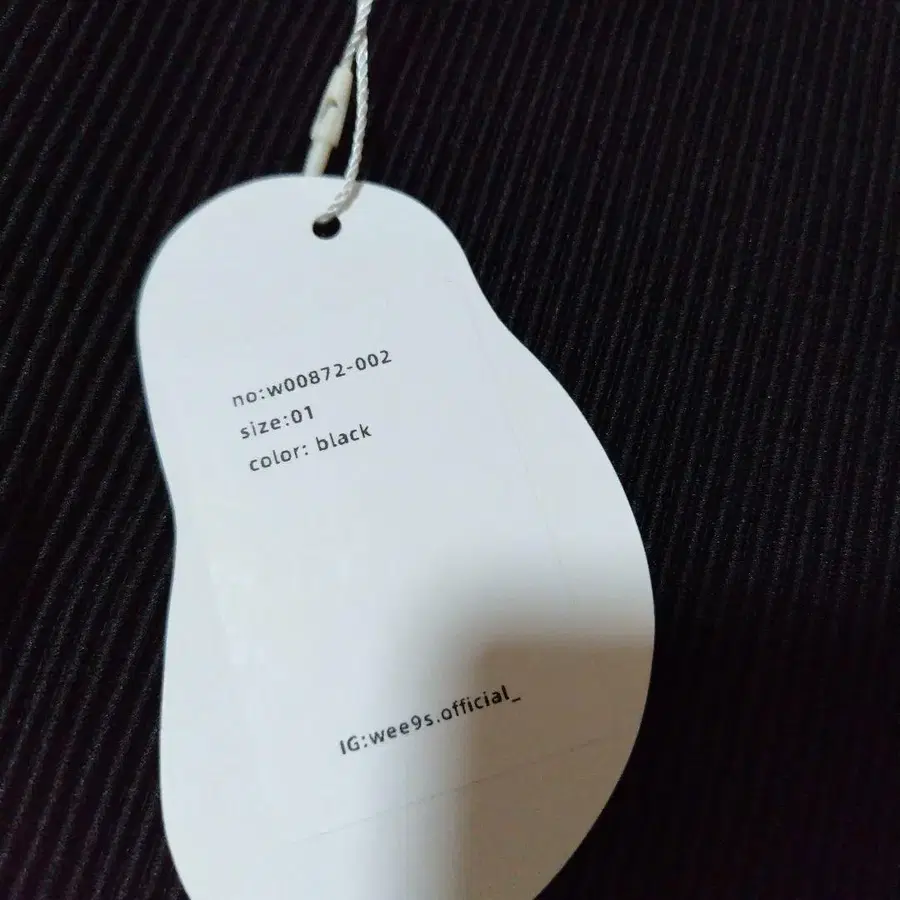 no:w00872-002
size:01
color: black
IG:wee9s.official_